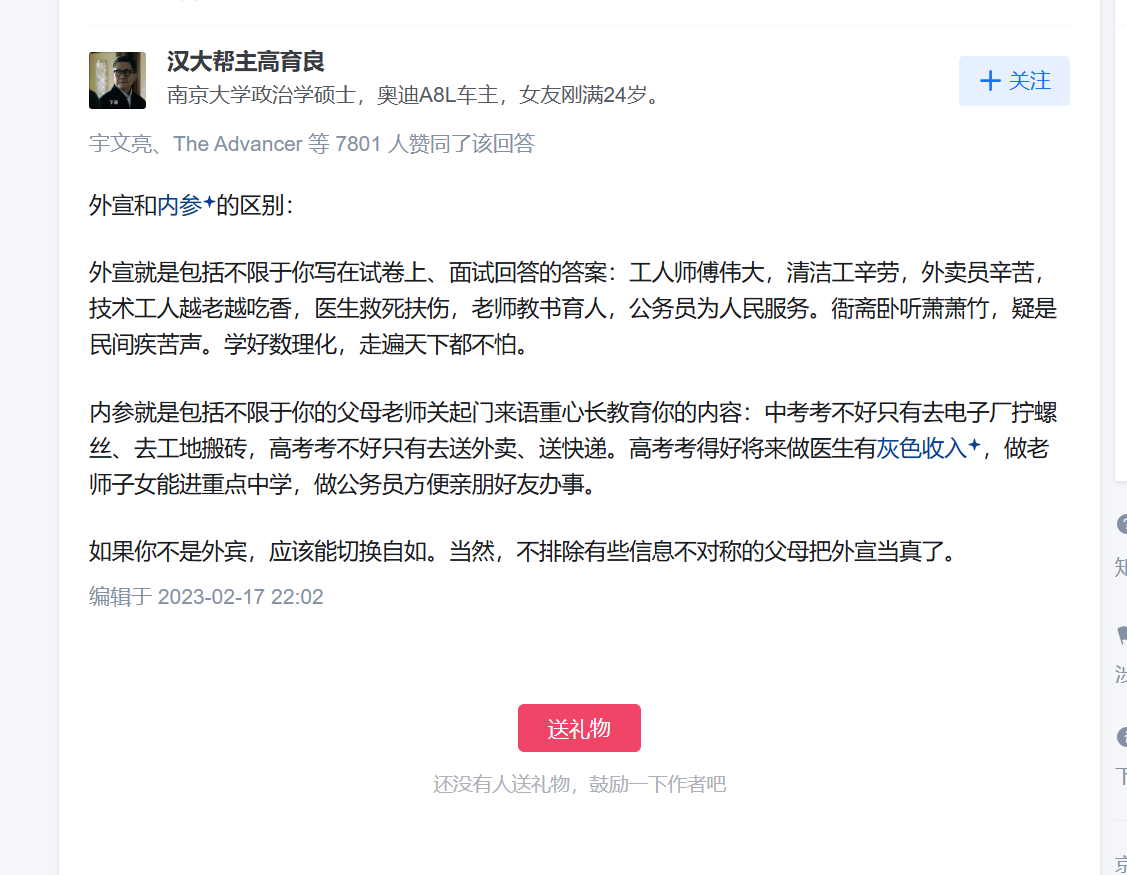 汉大帮主高育良
南京大学政治学硕士，奥迪A8L车主，女友刚满24岁。
关注
宇文亮、The Advancer 等 7801 人赞同了该回答
外宣和内参的区别：
外宣就是包括不限于你写在试卷上、面试回答的答案：工人师傅伟大，清洁工辛劳，外卖员辛苦，
技术工人越老越吃香，医生救死扶伤，老师教书育人，公务员为人民服务。衙斋卧听萧萧竹，疑是
民间疾苦声。学好数理化，走遍天下都不怕。
内参就是包括不限于你的父母老师关起门来语重心长教育你的内容：中考考不好只有去电子厂拧螺
丝、去工地搬砖，高考考不好只有去送外卖、送快递。高考考得好将来做医生有灰色收入，做老
师子女能进重点中学，做公务员方便亲朋好友办事。
如果你不是外宾，应该能切换自如。当然，不排除有些信息不对称的父母把外宣当真了。
编辑于 2023-02-17 22:02
送礼物
还没有人送礼物，鼓励一下作者吧